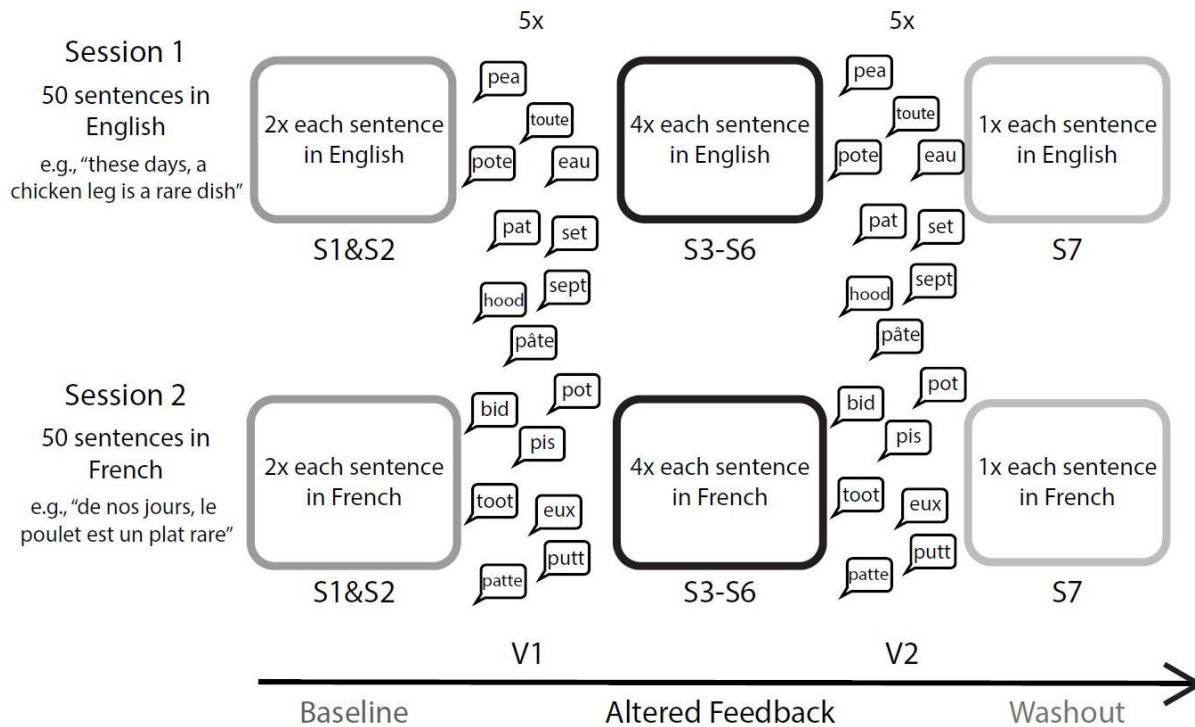 5x
5x
Session 1
50 sentences in
English
e.g., “these days, a
chicken leg is a rare dish”
2x each sentence
in English
S1&S2
pea
toute
pote
eau
pat
set
hood
sept
pâte
4x each sentence
in English
S3-S6
pea
toute
pote
eau
pat
set
hood
sept
pâte
1x each sentence
in English
S7
Session 2
50 sentences in
French
e.g., “de nos jours, le
poulet est un plat rare”
2x each sentence
in French
S1&S2
pot
bid
pis
toot
eux
putt
patte
4x each sentence
in French
S3-S6
pot
bid
pis
toot
eux
putt
patte
1x each sentence
in French
S7
V1
V2
Baseline
Altered Feedback
Washout